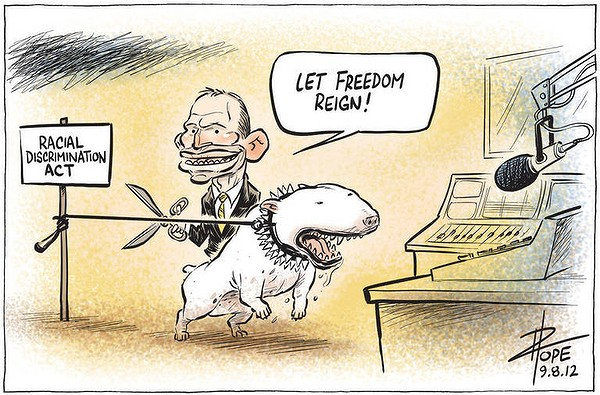 RACIAL
DISCRIMINATION
ACT
LET FREEDOM
REIGN!
POPE
9.8.12